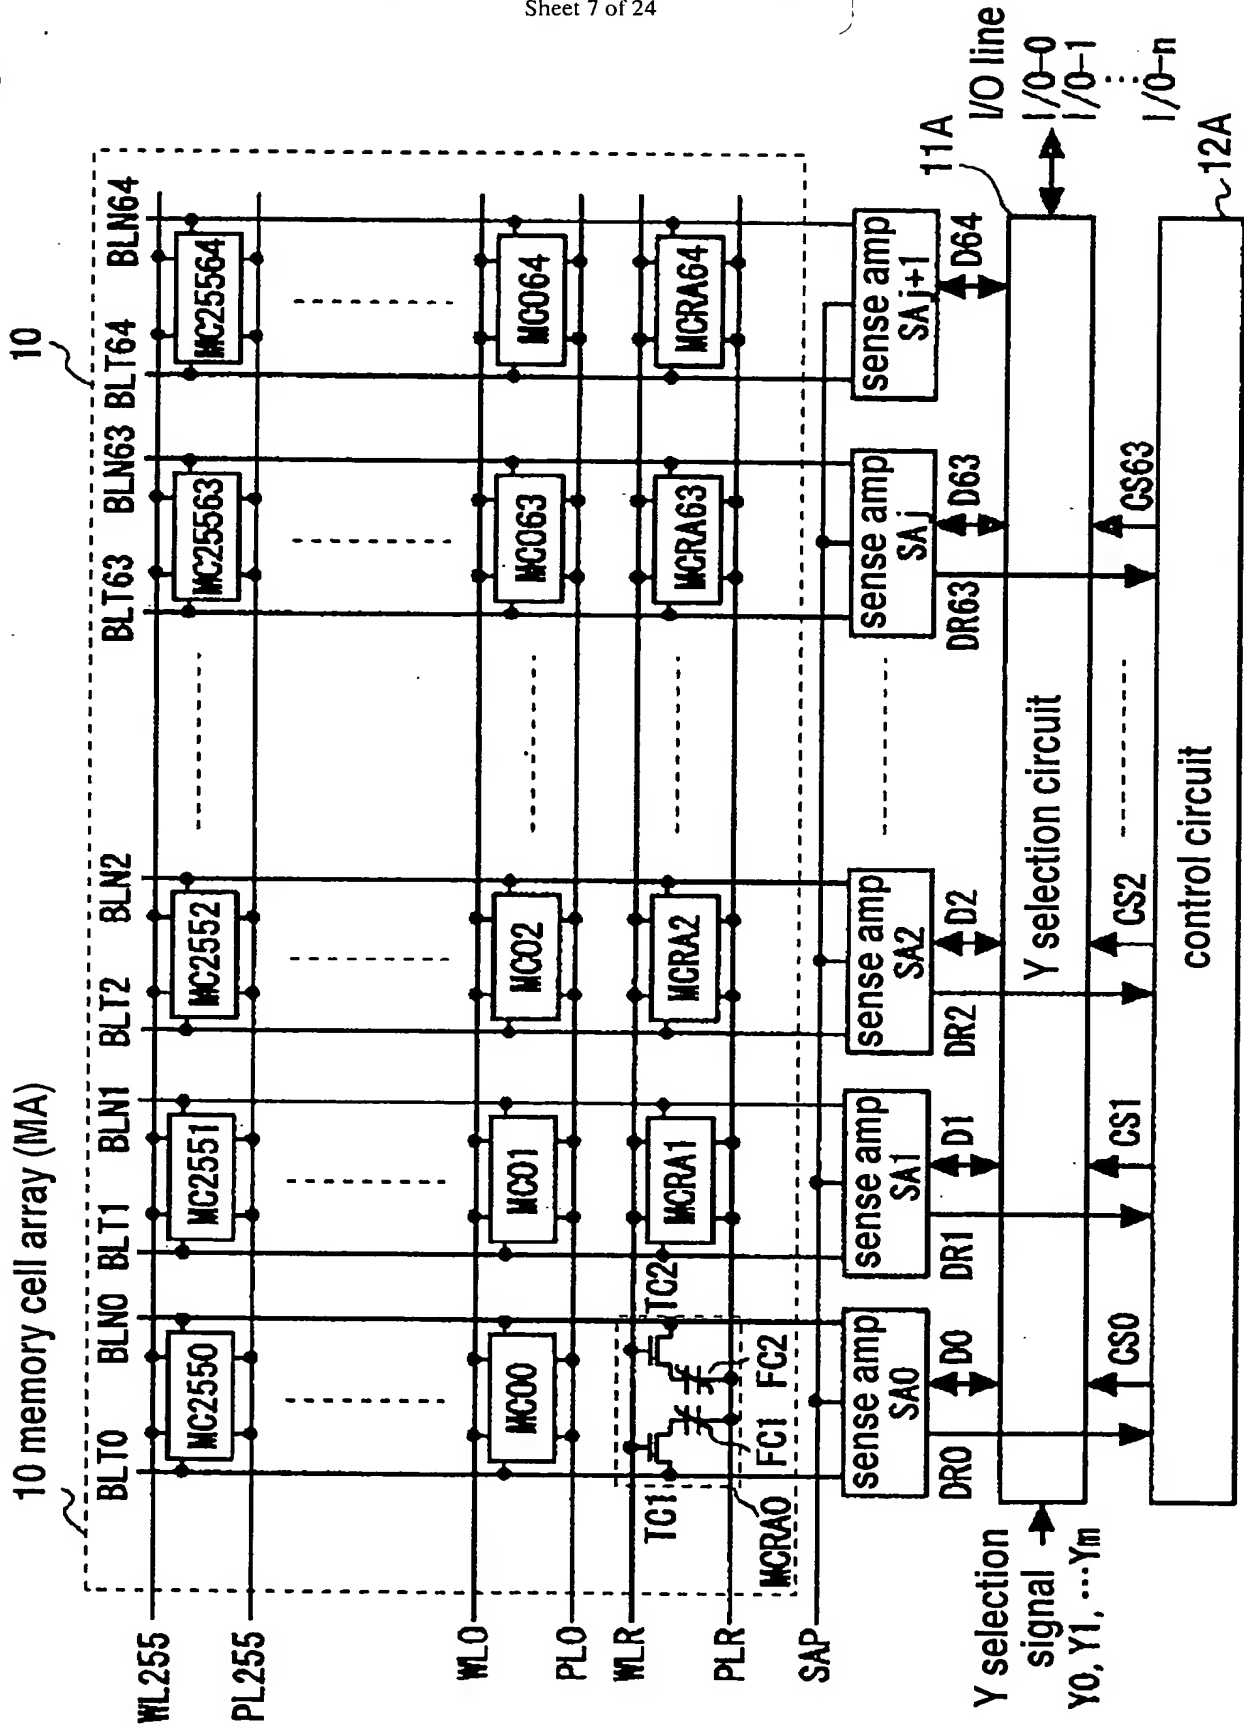 Sheet 7 of 24
10 memory cell array (MA)
10
BLT0 BLN0 BLT1 BLN1 BLT2 BLN2 BLT63 BLN63 BLT64 BLN64
WL255
MC2550 MC2551 MC2552 MC25563 MC25564
PL255
WL0
MC00 MC01 MC02 MC063 MC064
PL0
WLR
TC1 TC2
MCRA1 MCRA2 MCRA63 MCRA64
FC1 FC2
PLR
MCRA0
SAP
sense amp SA0
sense amp SA1
sense amp SA2
sense amp SAj
sense amp SAj+1
DR0 D0 DR1 D1 DR2 D2 DR63 D63 D64
11A
Y selection signal
Y0, Y1, ···Ym
Y selection circuit
I/O line
I/O-0
I/O-1
I/O-n
CS0 CS1 CS2 CS63
12A
control circuit